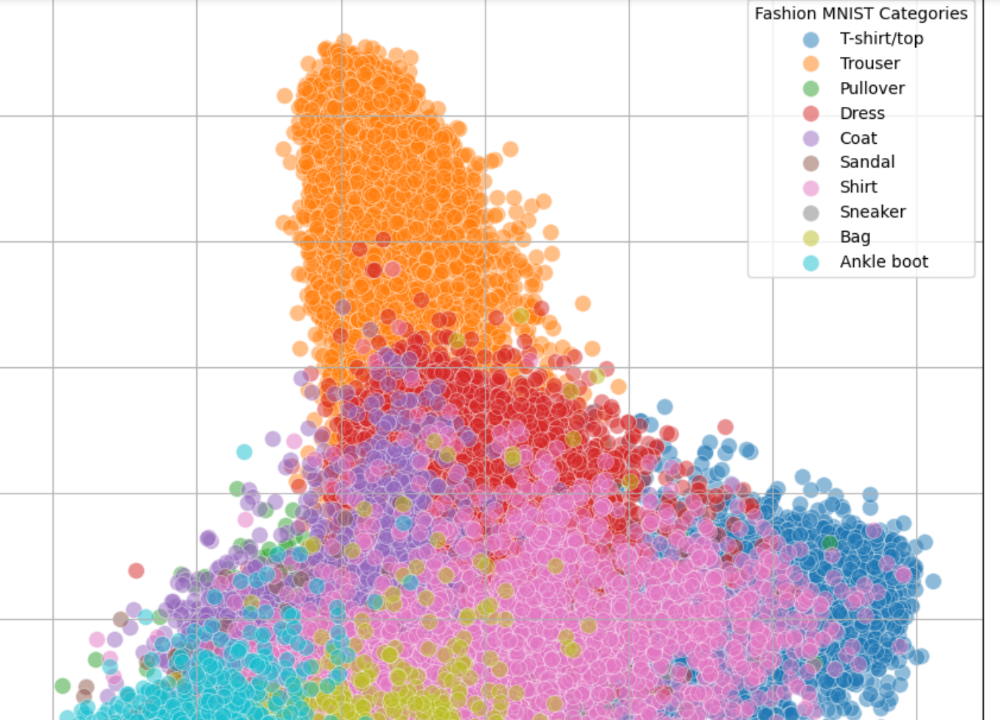 Fashion MNIST Categories
T-shirt/top
Trouser
Pullover
Dress
Coat
Sandal
Shirt
Sneaker
Bag
Ankle boot